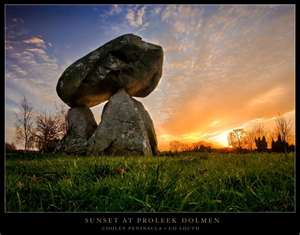 SUNSET AT PROLEEK DOLMEN
COOLEY PENINSULA • CO LOUTH